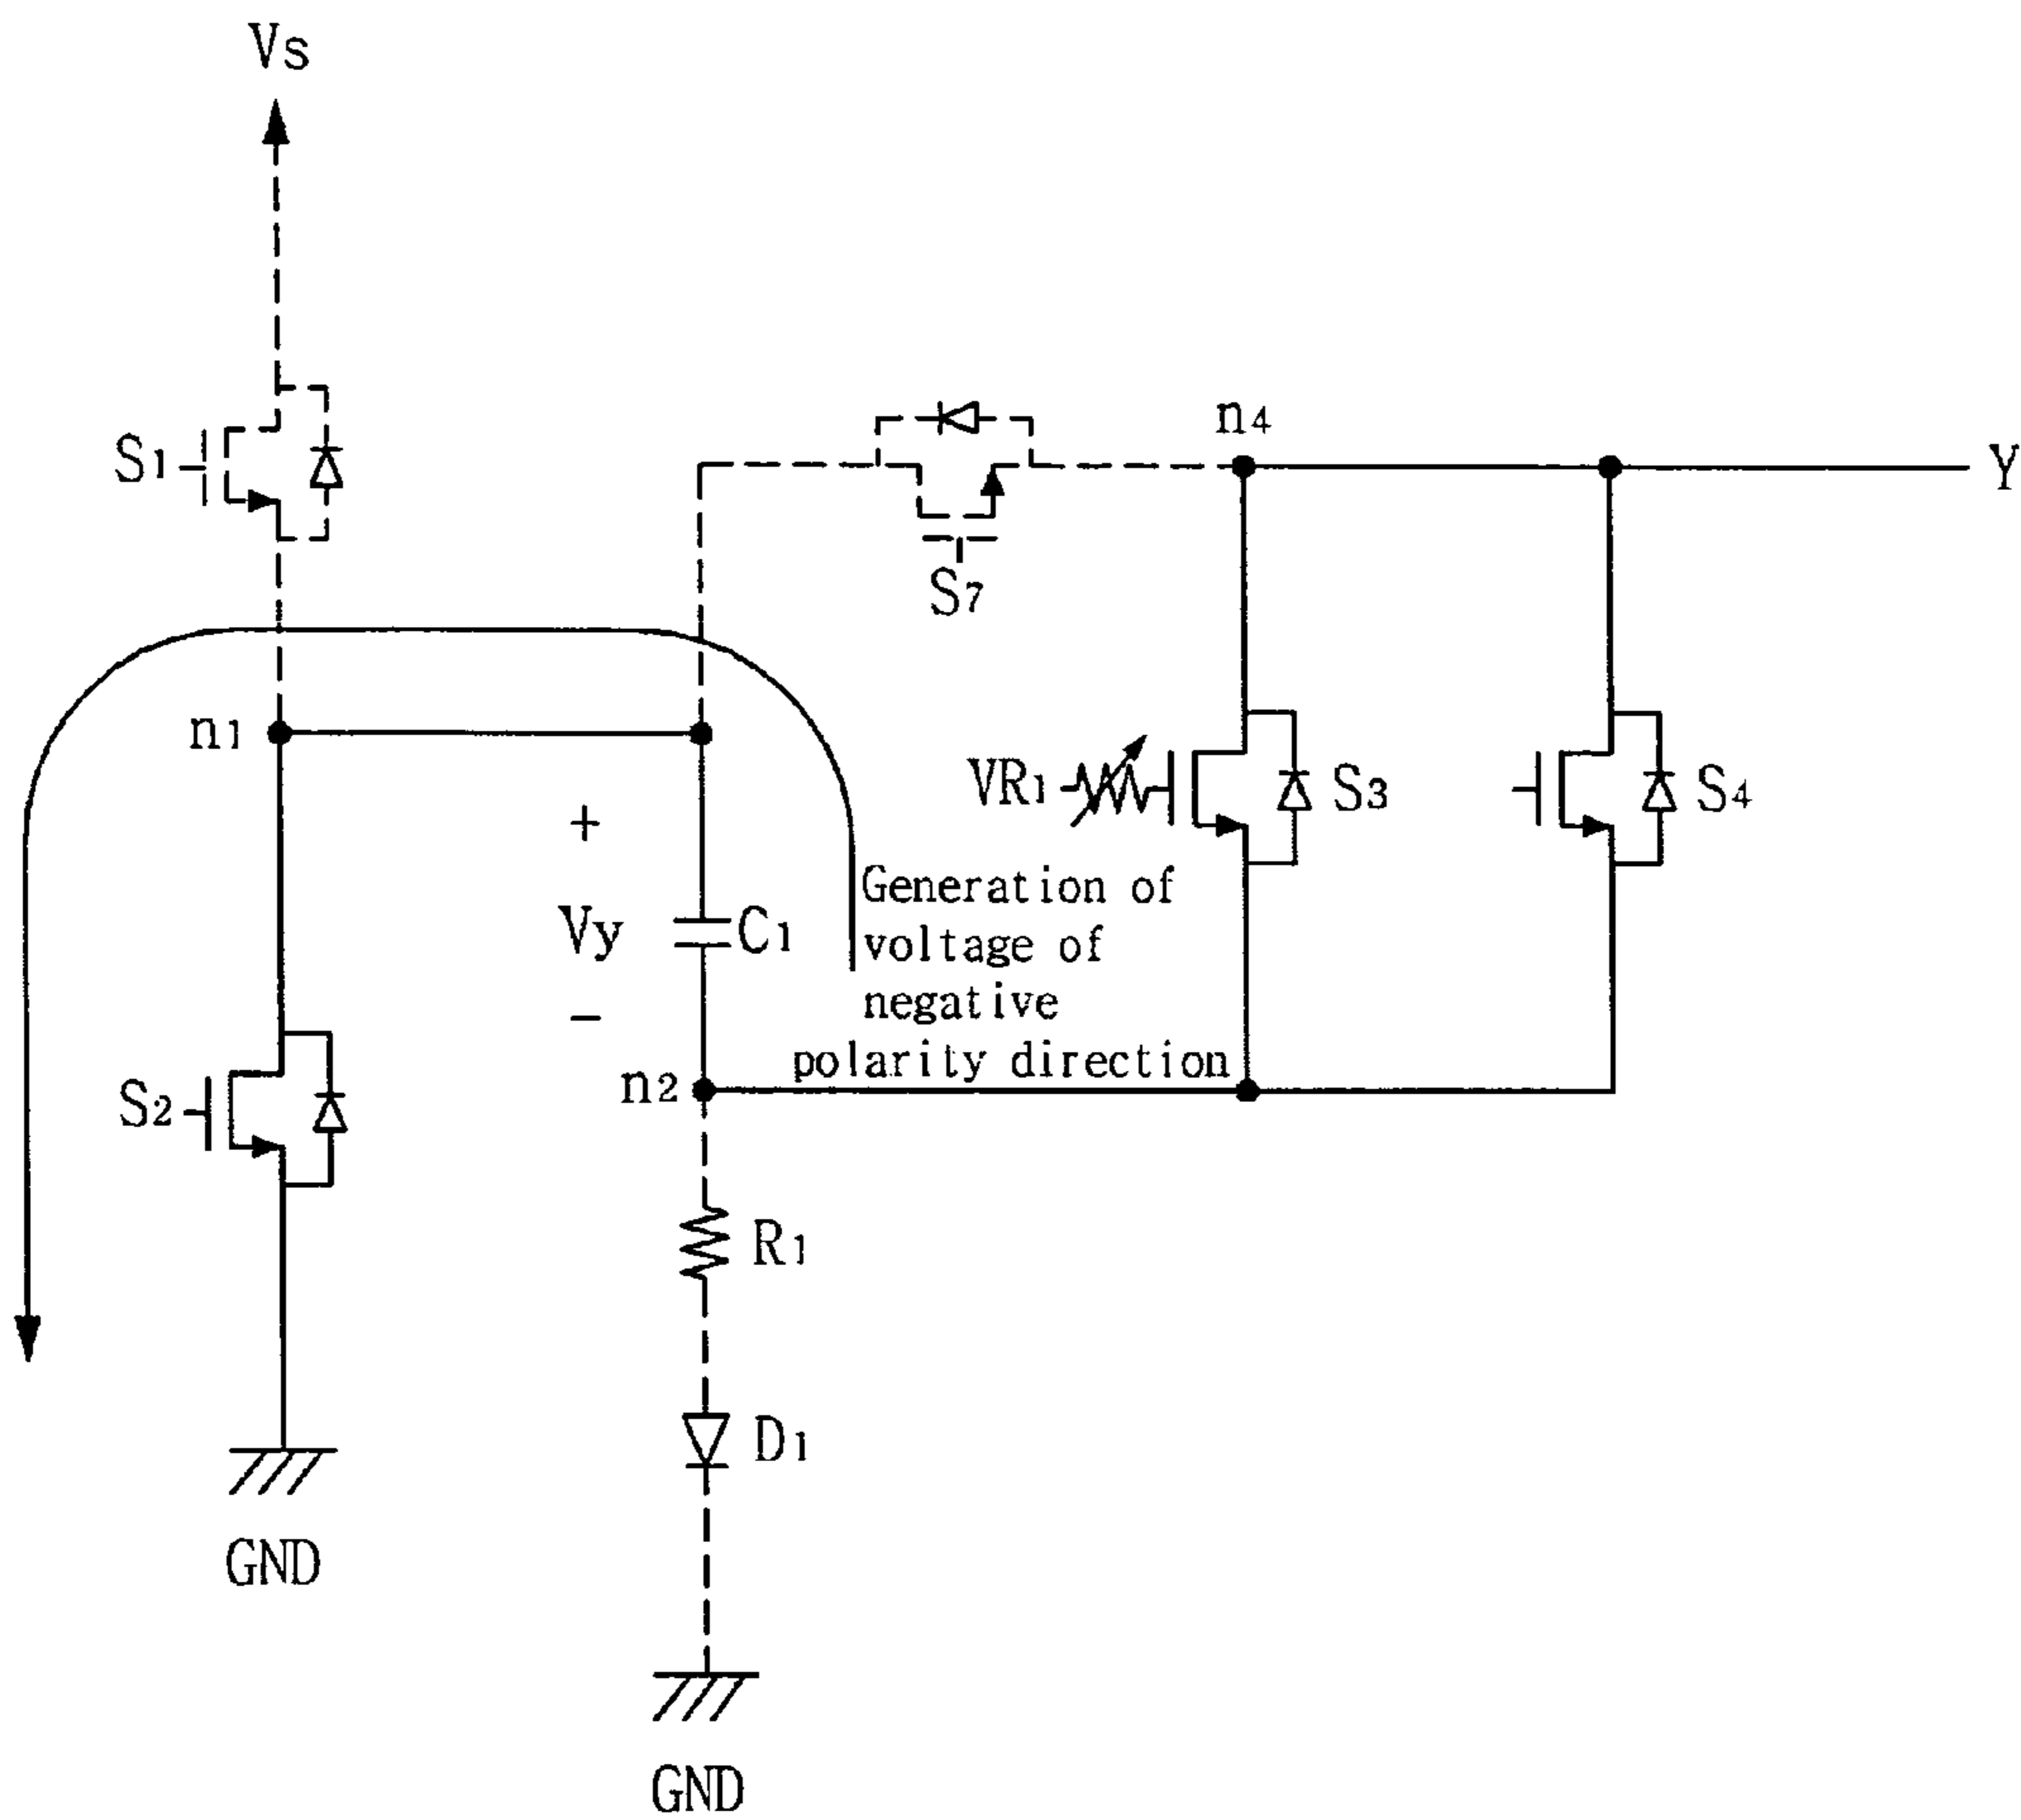 Vs
S1
n4
Y
S7
n1
VR1
S3
S4
+
Generation of
Vy
C1
voltage of
negative
−
polarity direction
n2
S2
R1
D1
GND
GND